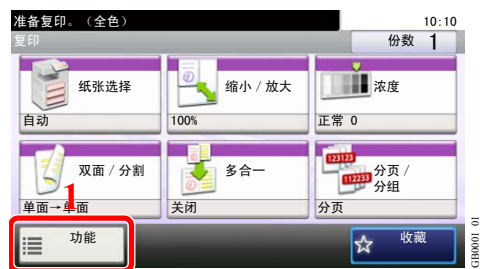 准备复印。（全色） 10:10
复印 份数 1
纸张选择 缩小 / 放大 浓度
自动 100% 正常 0
双面 / 分割 多合一 123123 112233 分页 /
分组
1
单面→单面 关闭 分页
功能 收藏
GB0001 01